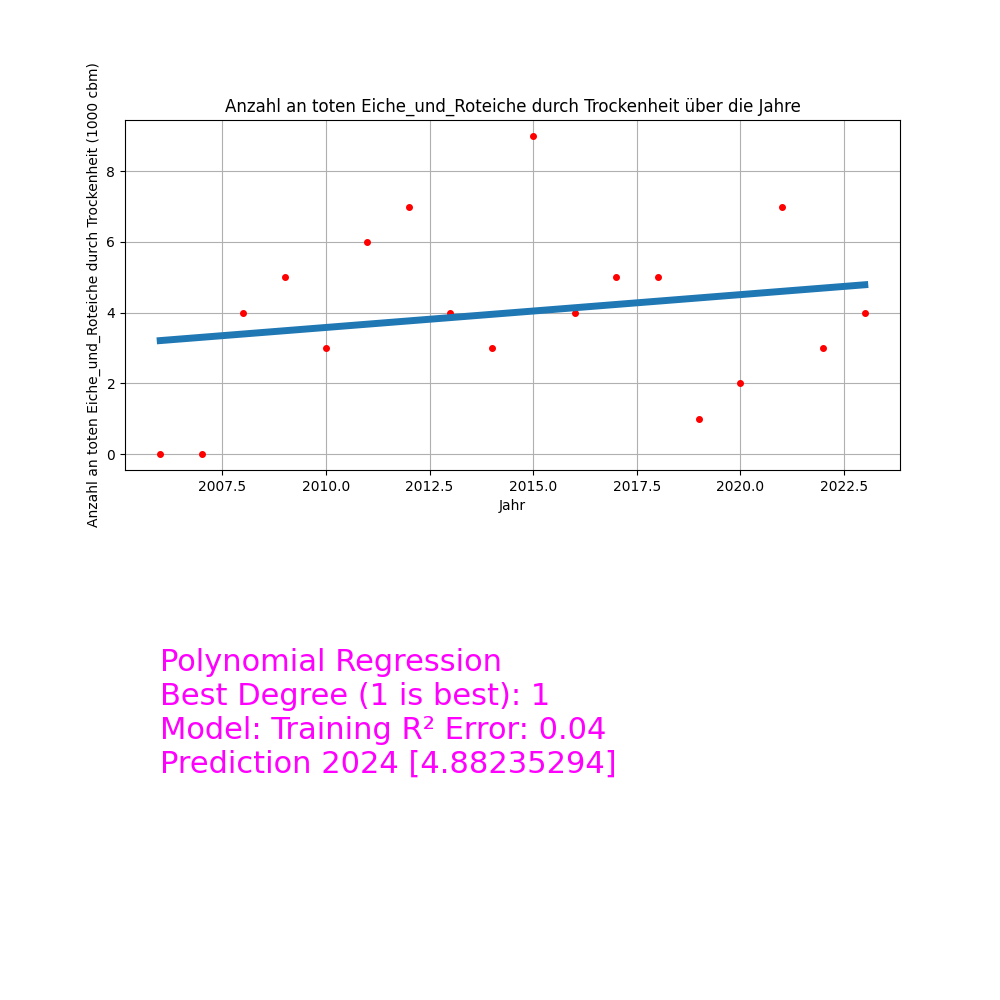 Anzahl an toten Eiche_und_Roteiche durch Trockenheit über die Jahre
Anzahl an toten Eiche_und_Roteiche durch Trockenheit (1000 cbm)
8
6
4
2
0
2007.5 2010.0 2012.5 2015.0 2017.5 2020.0 2022.5
Jahr
Polynomial Regression
Best Degree (1 is best): 1
Model: Training R² Error: 0.04
Prediction 2024 [4.88235294]